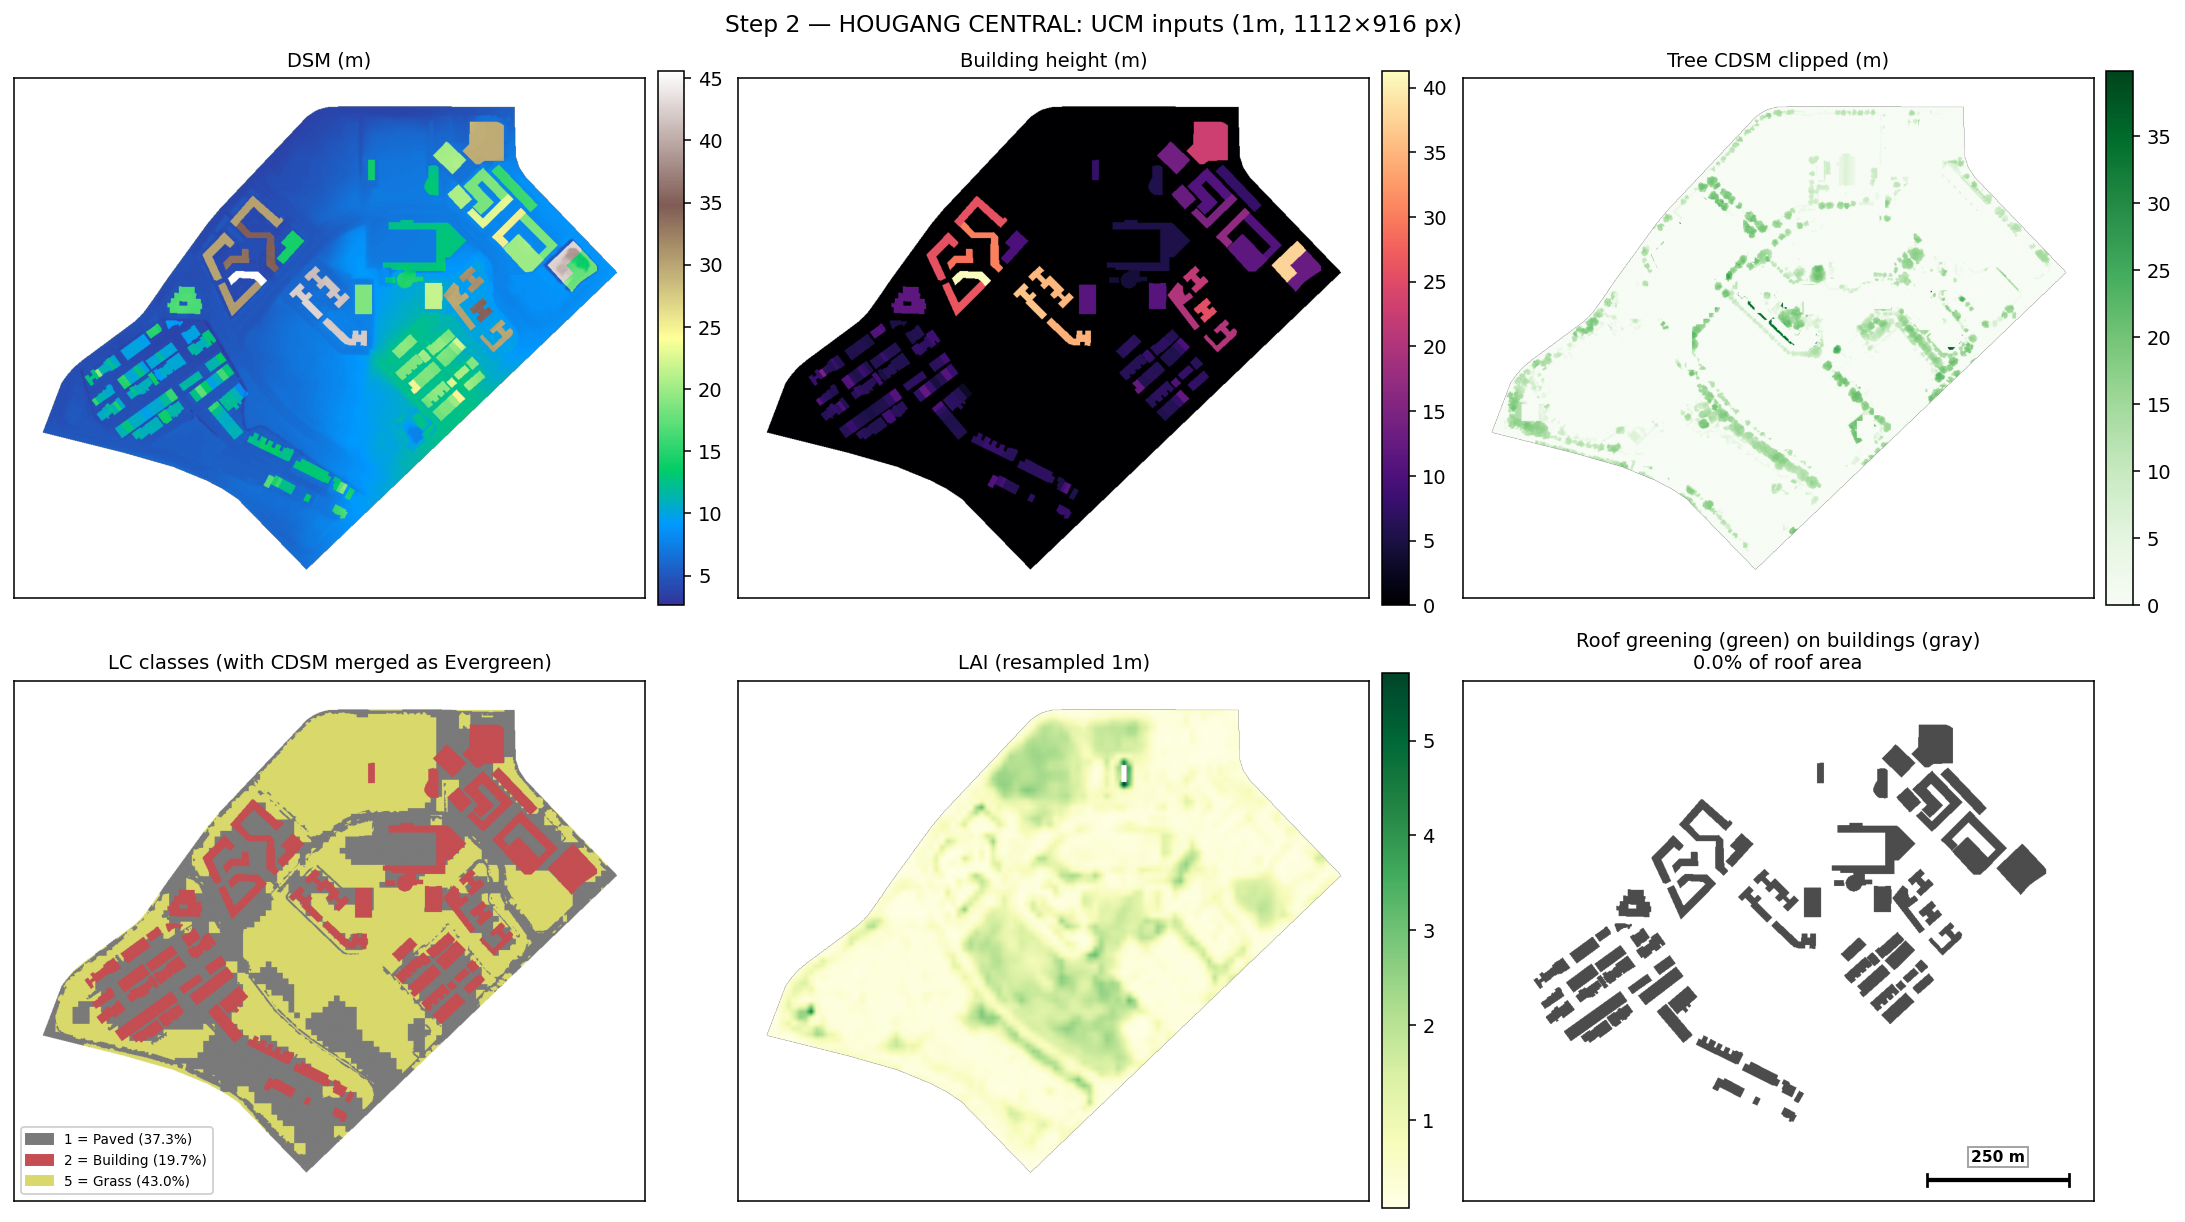 Step 2 — HOUGANG CENTRAL: UCM inputs (1m, 1112×916 px)
DSM (m)
45
40
35
30
25
20
15
10
5
Building height (m)
40
35
30
25
20
15
10
5
0
Tree CDSM clipped (m)
35
30
25
20
15
10
5
0
LC classes (with CDSM merged as Evergreen)
1 = Paved (37.3%)
2 = Building (19.7%)
5 = Grass (43.0%)
LAI (resampled 1m)
5
4
3
2
1
Roof greening (green) on buildings (gray)
0.0% of roof area
250 m